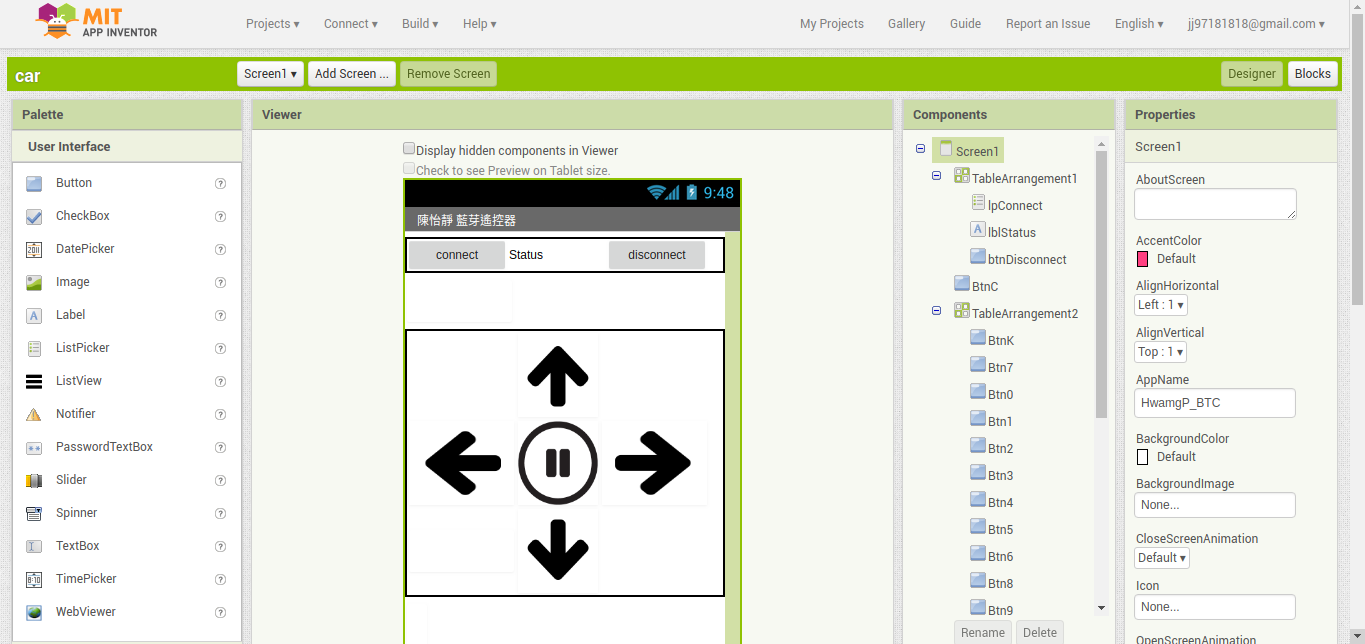 MIT
APP INVENTOR
Projects ▾ Connect ▾ Build ▾ Help ▾ My Projects Gallery Guide Report an Issue English ▾ jj97181818@gmail.com ▾
car Screen1 ▾ Add Screen ... Remove Screen Designer Blocks
Palette
User Interface
Button ?
CheckBox ?
DatePicker ?
Image ?
Label ?
ListPicker ?
ListView ?
Notifier ?
PasswordTextBox ?
Slider ?
Spinner ?
TextBox ?
TimePicker ?
WebViewer ?
Viewer
Display hidden components in Viewer
Check to see Preview on Tablet size.
9:48
陳怡靜 藍芽遙控器
connect Status disconnect
Components
Screen1
TableArrangement1
lpConnect
lblStatus
btnDisconnect
BtnC
TableArrangement2
BtnK
Btn7
Btn0
Btn1
Btn2
Btn3
Btn4
Btn5
Btn6
Btn8
Btn9
Rename Delete
Properties
Screen1
AboutScreen
AccentColor
Default
AlignHorizontal
Left : 1 ▾
AlignVertical
Top : 1 ▾
AppName
HwamgP_BTC
BackgroundColor
Default
BackgroundImage
None...
CloseScreenAnimation
Default ▾
Icon
None...
OpenScreenAnimation